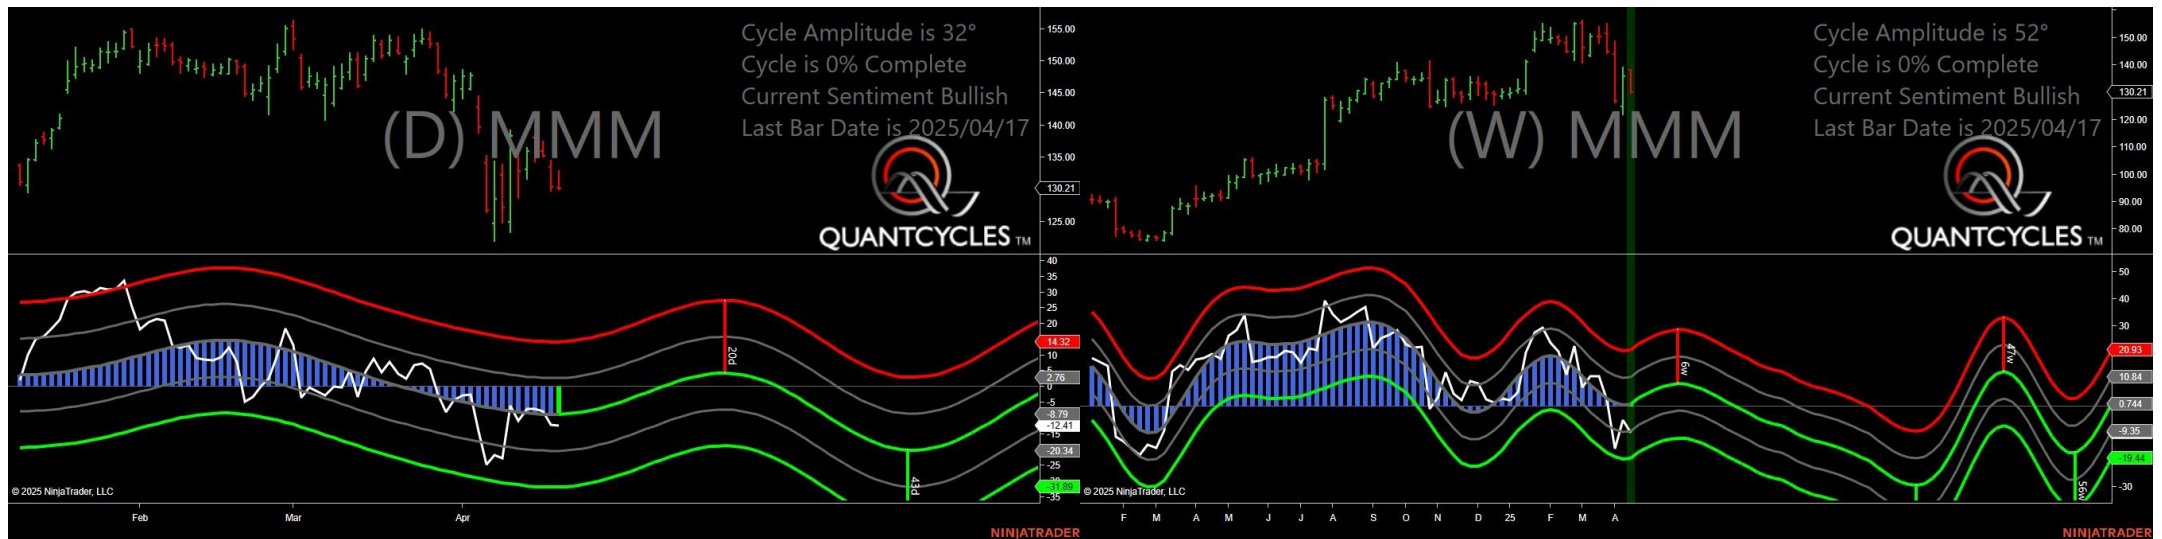 Cycle Amplitude is 32°
Cycle is 0% Complete
Current Sentiment Bullish
Last Bar Date is 2025/04/17
(D) MMM
QUANTCYCLES TM
155.00
150.00
145.00
140.00
135.00
130.21
125.00
40
35
30
25
20
14.32
10
2.76
-5
-8.79
-12.41
-15
-20.34
-25
-31.89
-35
20d
43d
© 2025 NinjaTrader, LLC
Feb Mar Apr
NINJATRADER
Cycle Amplitude is 52°
Cycle is 0% Complete
Current Sentiment Bullish
Last Bar Date is 2025/04/17
(W) MMM
QUANTCYCLES TM
150.00
140.00
130.21
120.00
110.00
100.00
90.00
80.00
50
40
30
20.93
10.84
0.744
-9.35
-19.44
-30
6w
47w
56w
© 2025 NinjaTrader, LLC
F M A M J J A S O N D 25 F M A
NINJATRADER